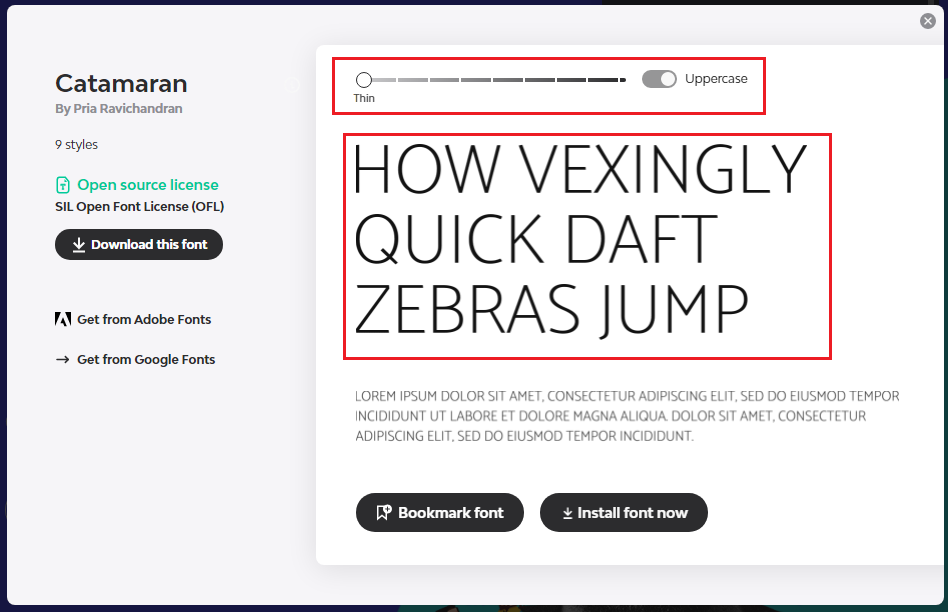 Catamaran
By Pria Ravichandran
9 styles
Open source license
SIL Open Font License (OFL)
Download this font
Get from Adobe Fonts
Get from Google Fonts
Thin
Uppercase
HOW VEXINGLY
QUICK DAFT
ZEBRAS JUMP
LOREM IPSUM DOLOR SIT AMET, CONSECTETUR ADIPISCING ELIT, SED DO EIUSMOD TEMPOR
INCIDIDUNT UT LABORE ET DOLORE MAGNA ALIQUA. DOLOR SIT AMET, CONSECTETUR
ADIPISCING ELIT, SED DO EIUSMOD TEMPOR INCIDIDUNT.
Bookmark font
Install font now